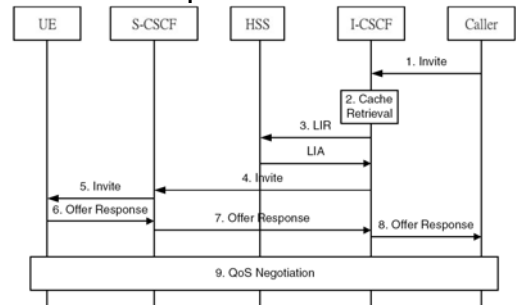 UE
S-CSCF
HSS
I-CSCF
Caller
1. Invite
2. Cache
Retrieval
3. LIR
LIA
4. Invite
5. Invite
6. Offer Response
7. Offer Response
8. Offer Response
9. QoS Negotiation